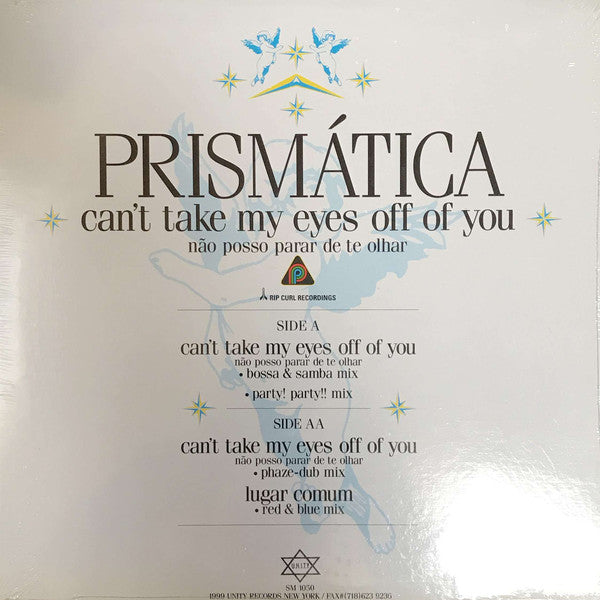 PRISMÁTICA
can't take my eyes off of you
não posso parar de te olhar
P
RIP CURL RECORDINGS
SIDE A
can't take my eyes off of you
não posso parar de te olhar
• bossa & samba mix
• party! party!! mix
SIDE AA
can't take my eyes off of you
não posso parar de te olhar
• phaze-dub mix
lugar comum
• red & blue mix
UNITY
SM 1050
1999 UNITY RECORDS NEW YORK / FAX#(718)623 9236